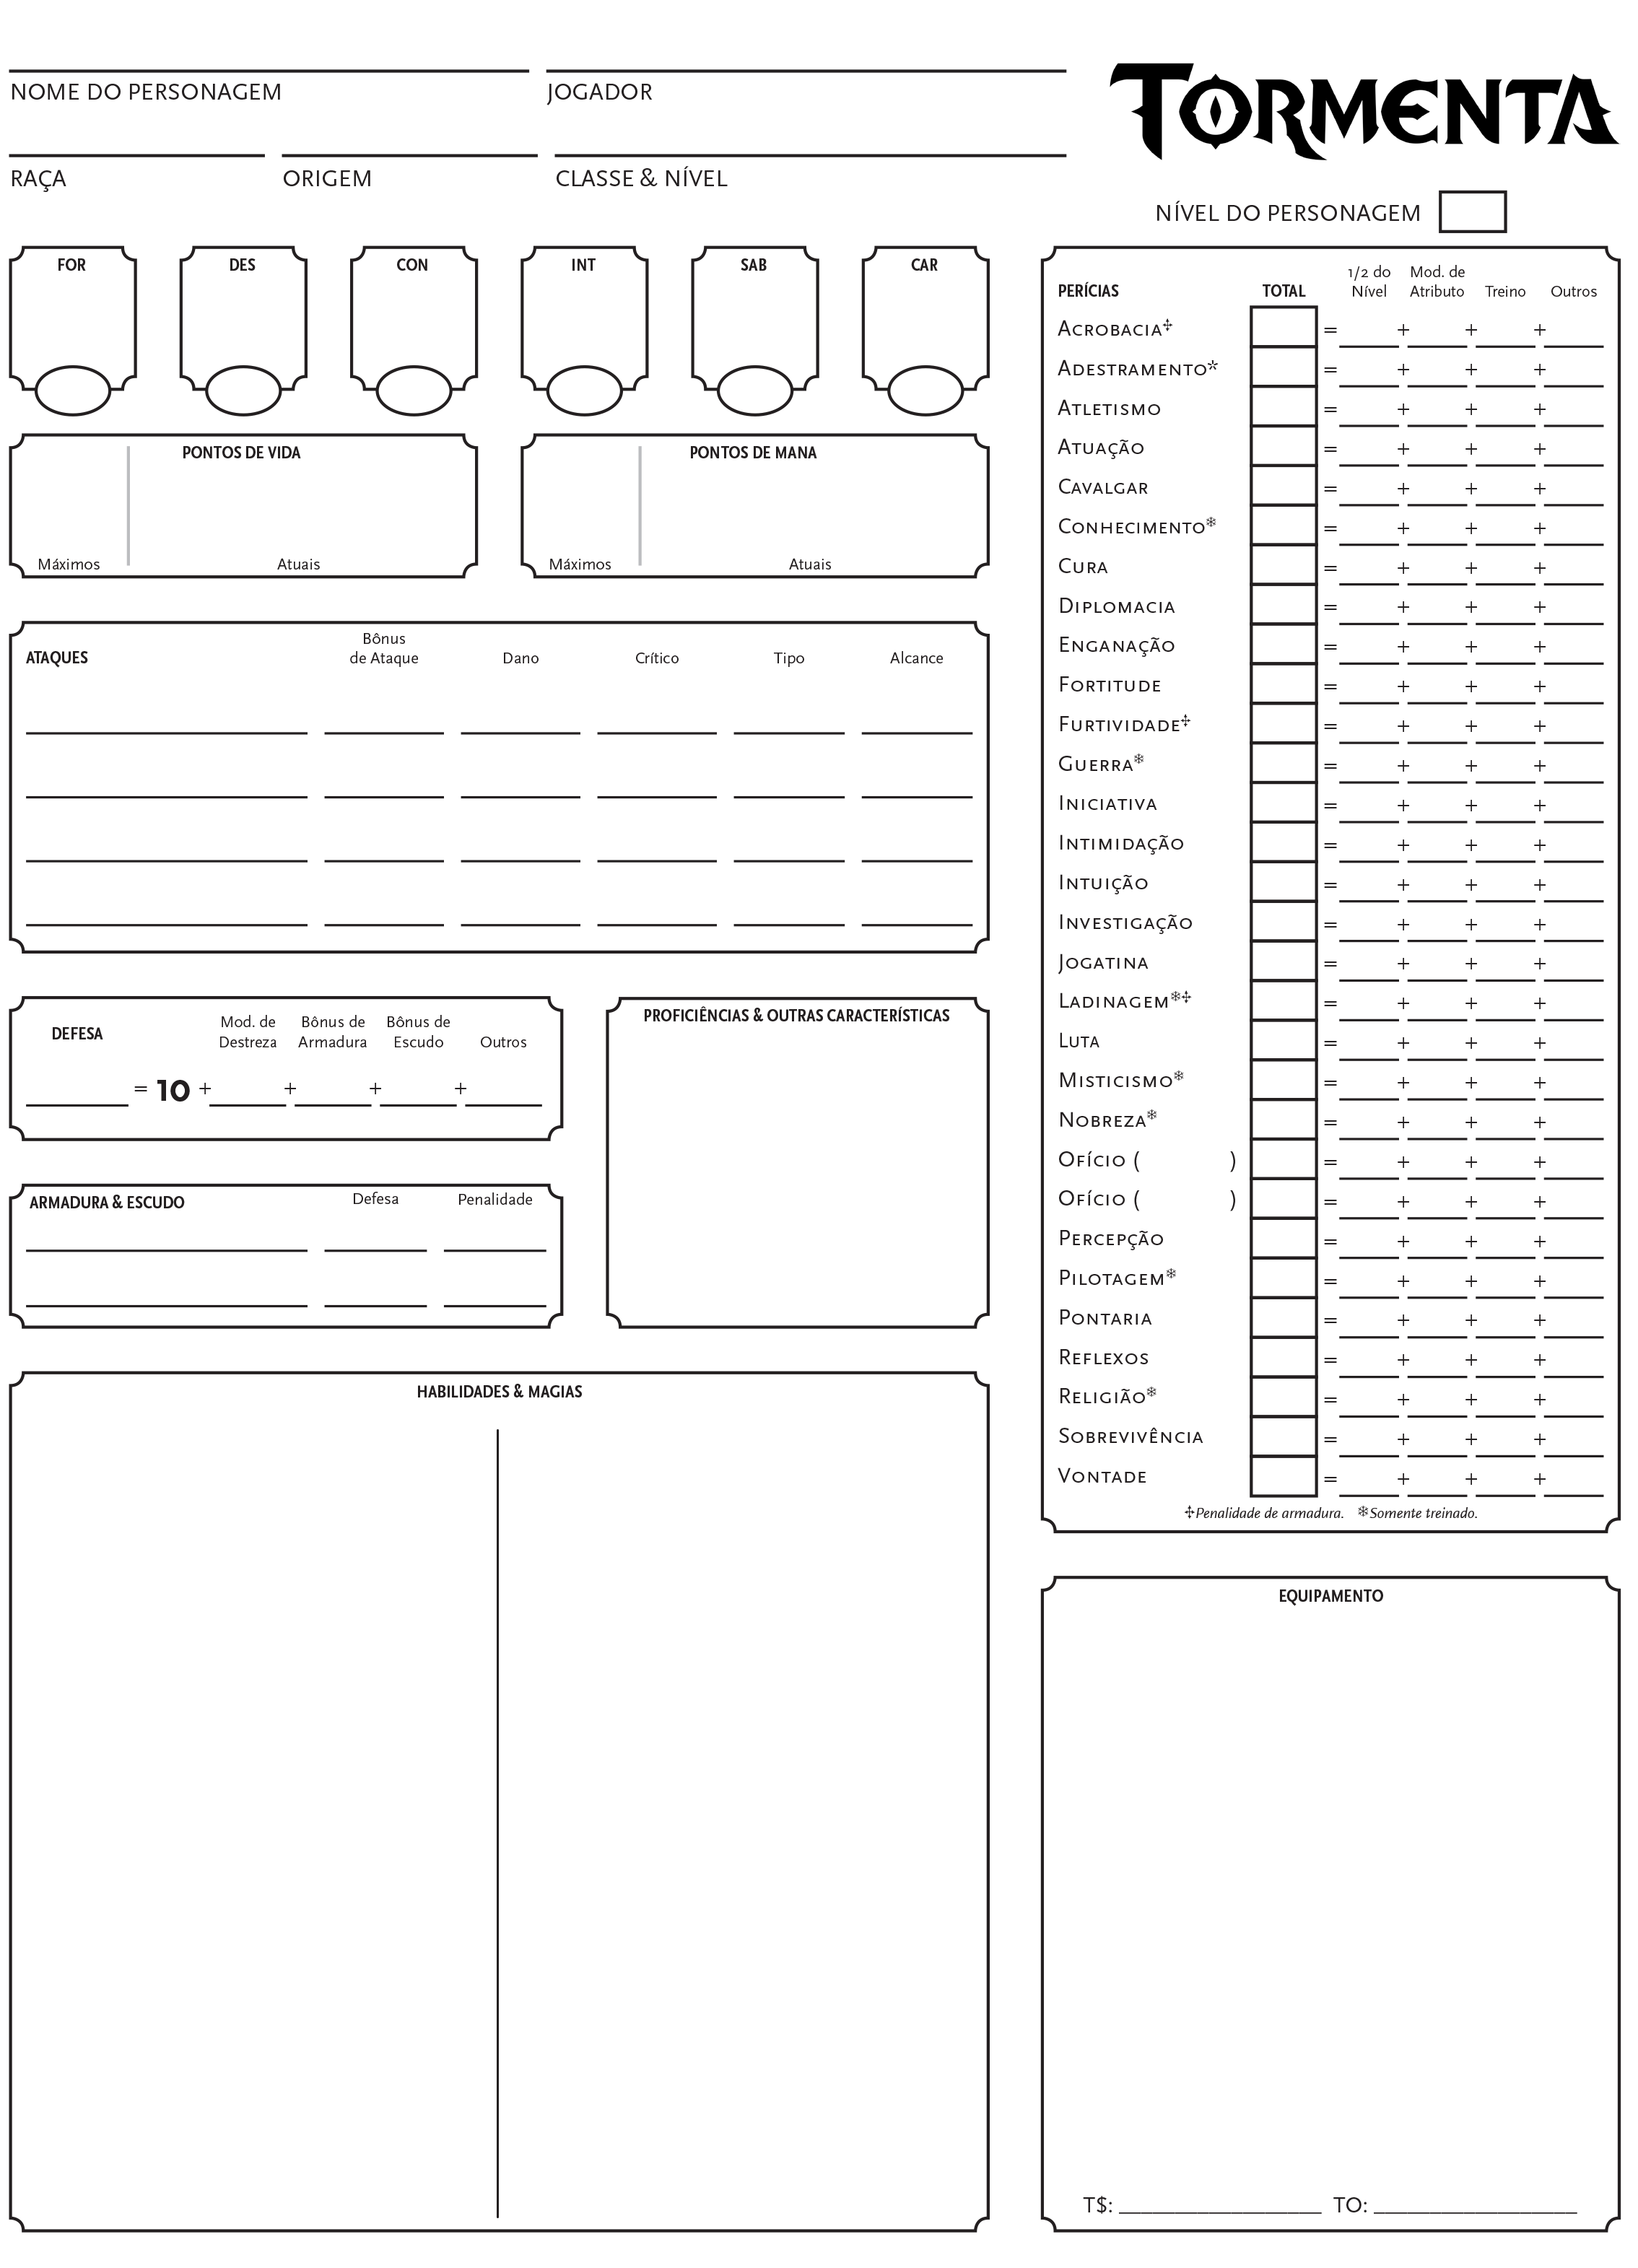 NOME DO PERSONAGEM
JOGADOR
TORMENTA
RAÇA
ORIGEM
CLASSE & NÍVEL
NÍVEL DO PERSONAGEM
FOR
DES
CON
INT
SAB
CAR
PONTOS DE VIDA
Máximos
Atuais
PONTOS DE MANA
Máximos
Atuais
ATAQUES
Bônus
de Ataque
Dano
Crítico
Tipo
Alcance
DEFESA
Mod. de
Destreza
Bônus de
Armadura
Bônus de
Escudo
Outros
= 10 + + + +
ARMADURA & ESCUDO
Defesa
Penalidade
PROFICIÊNCIAS & OUTRAS CARACTERÍSTICAS
HABILIDADES & MAGIAS
PERÍCIAS
TOTAL
1/2 do
Nível
Mod. de
Atributo
Treino
Outros
Acrobacia✢ = + + +
Adestramento* = + + +
Atletismo = + + +
Atuação = + + +
Cavalgar = + + +
Conhecimento❄ = + + +
Cura = + + +
Diplomacia = + + +
Enganação = + + +
Fortitude = + + +
Furtividade✢ = + + +
Guerra❄ = + + +
Iniciativa = + + +
Intimidação = + + +
Intuição = + + +
Investigação = + + +
Jogatina = + + +
Ladinagem❄✢ = + + +
Luta = + + +
Misticismo❄ = + + +
Nobreza❄ = + + +
Ofício ( ) = + + +
Ofício ( ) = + + +
Percepção = + + +
Pilotagem❄ = + + +
Pontaria = + + +
Reflexos = + + +
Religião❄ = + + +
Sobrevivência = + + +
Vontade = + + +
✢Penalidade de armadura. ❄Somente treinado.
EQUIPAMENTO
T$: __________________ TO: __________________